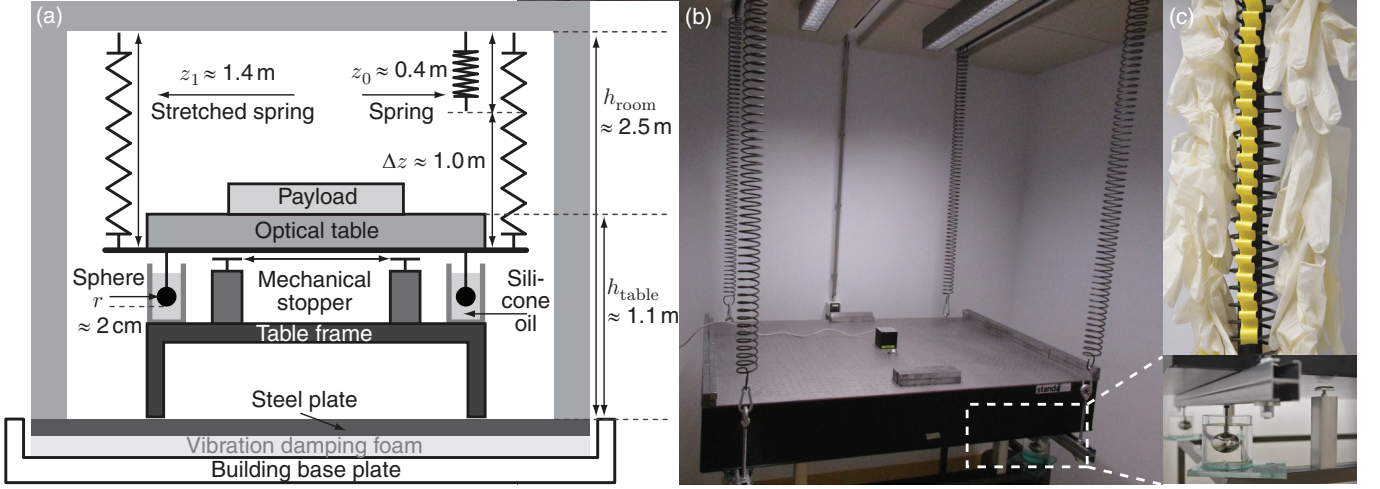 (a)
z₁ ≈ 1.4 m
Stretched spring
z₀ ≈ 0.4 m
Spring
h_room
≈ 2.5 m
Δz ≈ 1.0 m
Payload
Optical table
Sphere
r
≈ 2 cm
Mechanical
stopper
Sili-
cone
oil
h_table
≈ 1.1 m
Table frame
Steel plate
Vibration damping foam
Building base plate
(b)
standa
(c)